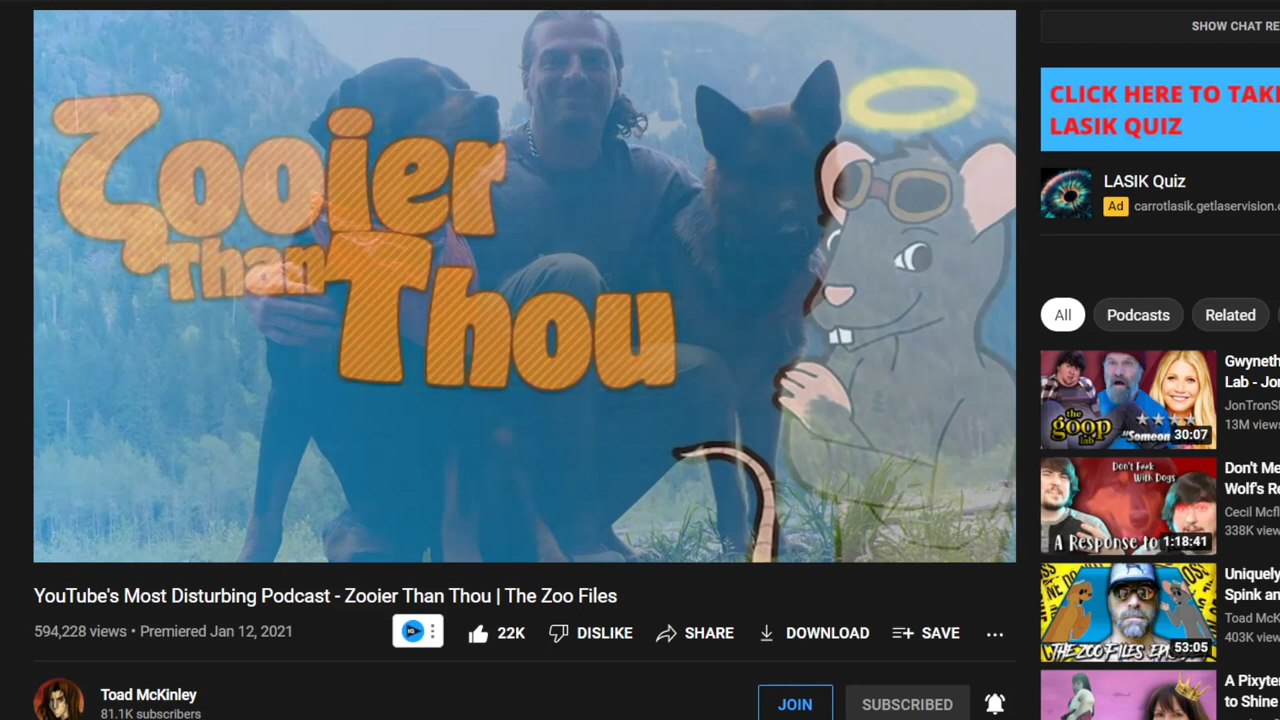 Zooier
Than
Thou
SHOW CHAT RE
CLICK HERE TO TAK
LASIK QUIZ
LASIK Quiz
Ad carrotlasik.getlaservision.
All Podcasts Related
the
goop
lab
"Someon 30:07
Gwyneth
Lab - Jo
JonTronS
13M views
Don't
With Dogs
A Response to 1:18:41
Don't Me
Wolf's Re
Cecil Mcfl
338K view
THE ZOO FILES 53:05
Uniquely
Spink an
Toad McK
403K view
A Pixyte
to Shine
YouTube's Most Disturbing Podcast - Zooier Than Thou | The Zoo Files
594,228 views • Premiered Jan 12, 2021
22K DISLIKE SHARE DOWNLOAD SAVE
Toad McKinley
81.1K subscribers
JOIN SUBSCRIBED